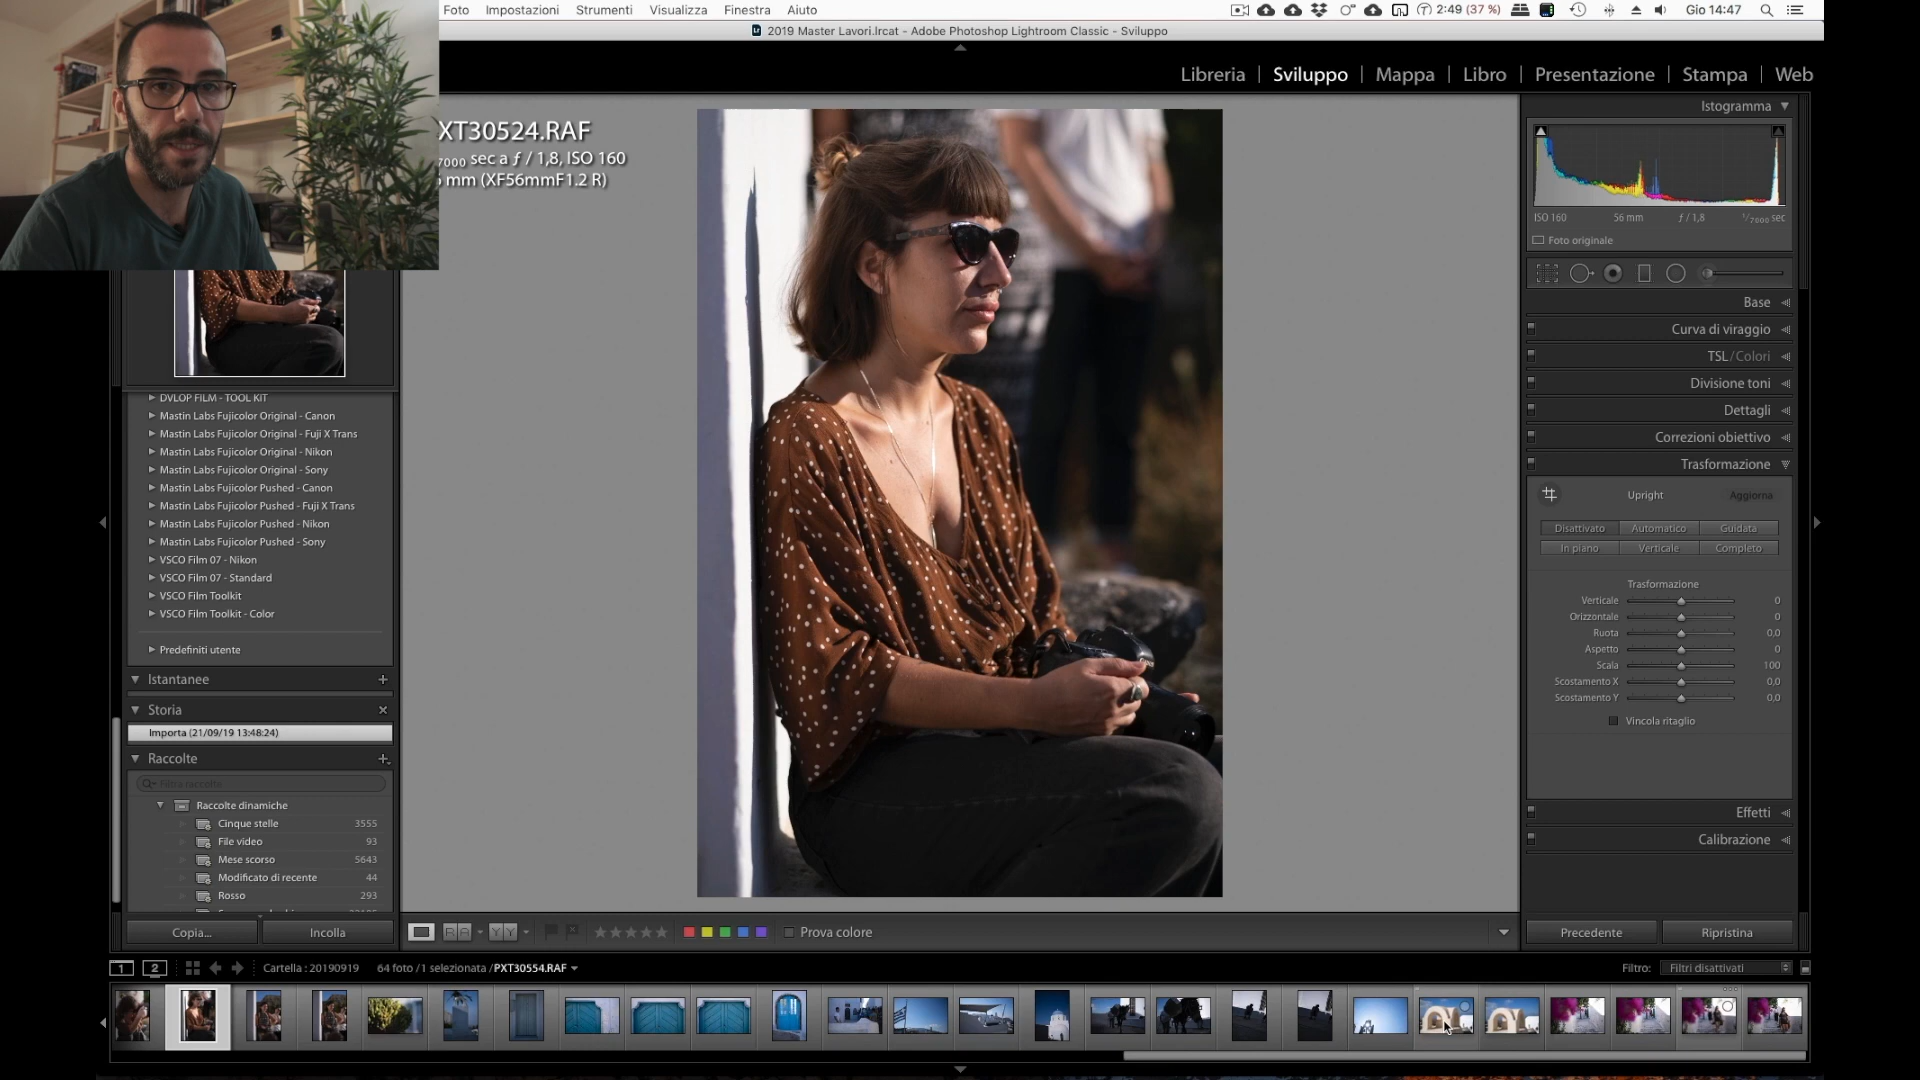 Foto Impostazioni Strumenti Visualizza Finestra Aiuto 2:49 (37 %) Gio 14:47
2019 Master Lavori.lrcat - Adobe Photoshop Lightroom Classic - Sviluppo
Libreria | Sviluppo | Mappa | Libro | Presentazione | Stampa | Web
XT30524.RAF
7000 sec a ƒ / 1,8, ISO 160
mm (XF56mmF1.2 R)
DVLOP FILM - TOOL KIT
Mastin Labs Fujicolor Original - Canon
Mastin Labs Fujicolor Original - Fuji X Trans
Mastin Labs Fujicolor Original - Nikon
Mastin Labs Fujicolor Original - Sony
Mastin Labs Fujicolor Pushed - Canon
Mastin Labs Fujicolor Pushed - Fuji X Trans
Mastin Labs Fujicolor Pushed - Nikon
Mastin Labs Fujicolor Pushed - Sony
VSCO Film 07 - Nikon
VSCO Film 07 - Standard
VSCO Film Toolkit
VSCO Film Toolkit - Color
Predefiniti utente
Istantanee
Storia
Importa (21/09/19 13:48:24)
Raccolte
Filtra raccolte
Raccolte dinamiche
Cinque stelle 3555
File video 93
Mese scorso 5643
Modificato di recente 44
Rosso 293
Copia... Incolla
R A Y Y Prova colore
Istogramma
ISO 160 56 mm ƒ / 1,8 1/7000 sec
Foto originale
Base
Curva di viraggio
TSL / Colori
Divisione toni
Dettagli
Correzioni obiettivo
Trasformazione
Upright Aggiorna
Disattivato Automatico Guidata
In piano Verticale Completo
Trasformazione
Verticale 0
Orizzontale 0
Ruota 0,0
Aspetto 0
Scala 100
Scostamento X 0,0
Scostamento Y 0,0
Vincola ritaglio
Effetti
Calibrazione
Precedente Ripristina
1 2 Cartella : 20190919 64 foto / 1 selezionata / PXT30554.RAF Filtro: Filtri disattivati